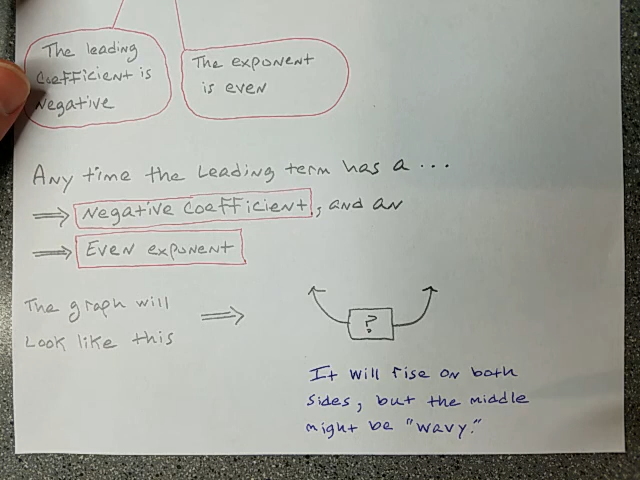 The leading
Coefficient is
Negative
The exponent
is even
Any time the Leading term has a ...
⇒ Negative Coefficient, and an
⇒ Even exponent
The graph will
Look like this ⇒
?
It will rise on both
sides, but the middle
might be "wavy."